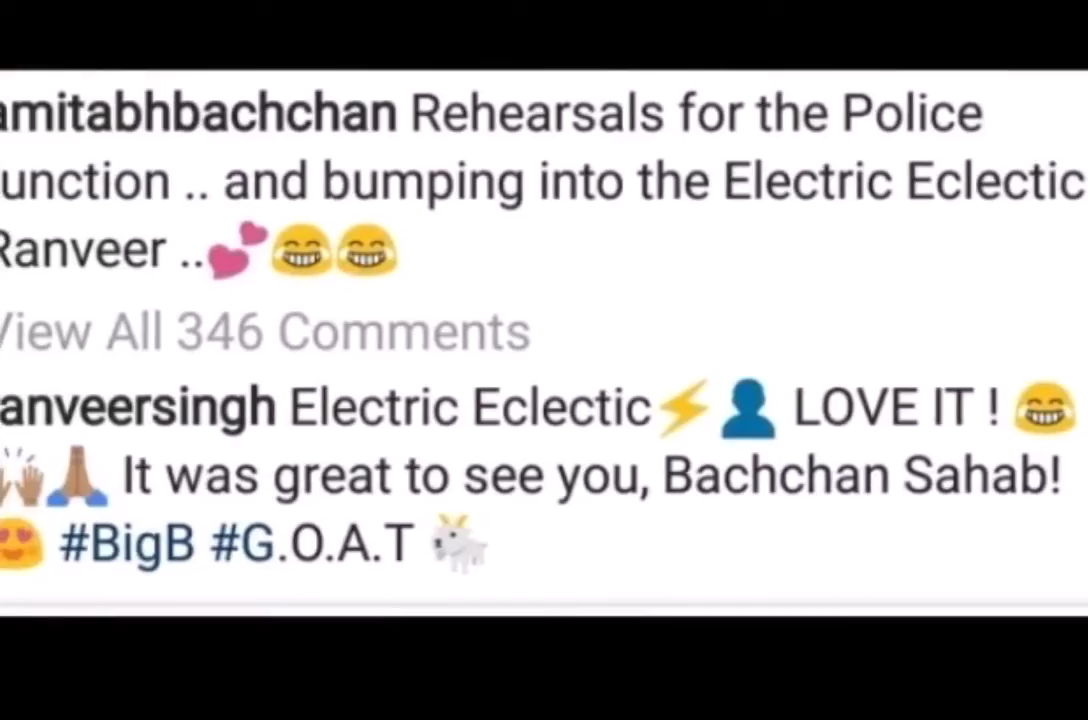 amitabhbachchan Rehearsals for the Police
unction .. and bumping into the Electric Eclectic
Ranveer ..💕😂😂
View All 346 Comments
anveersingh Electric Eclectic⚡👤 LOVE IT ! 😂
🙌🏽🙏🏽 It was great to see you, Bachchan Sahab!
😍 #BigB #G.O.A.T 🐐